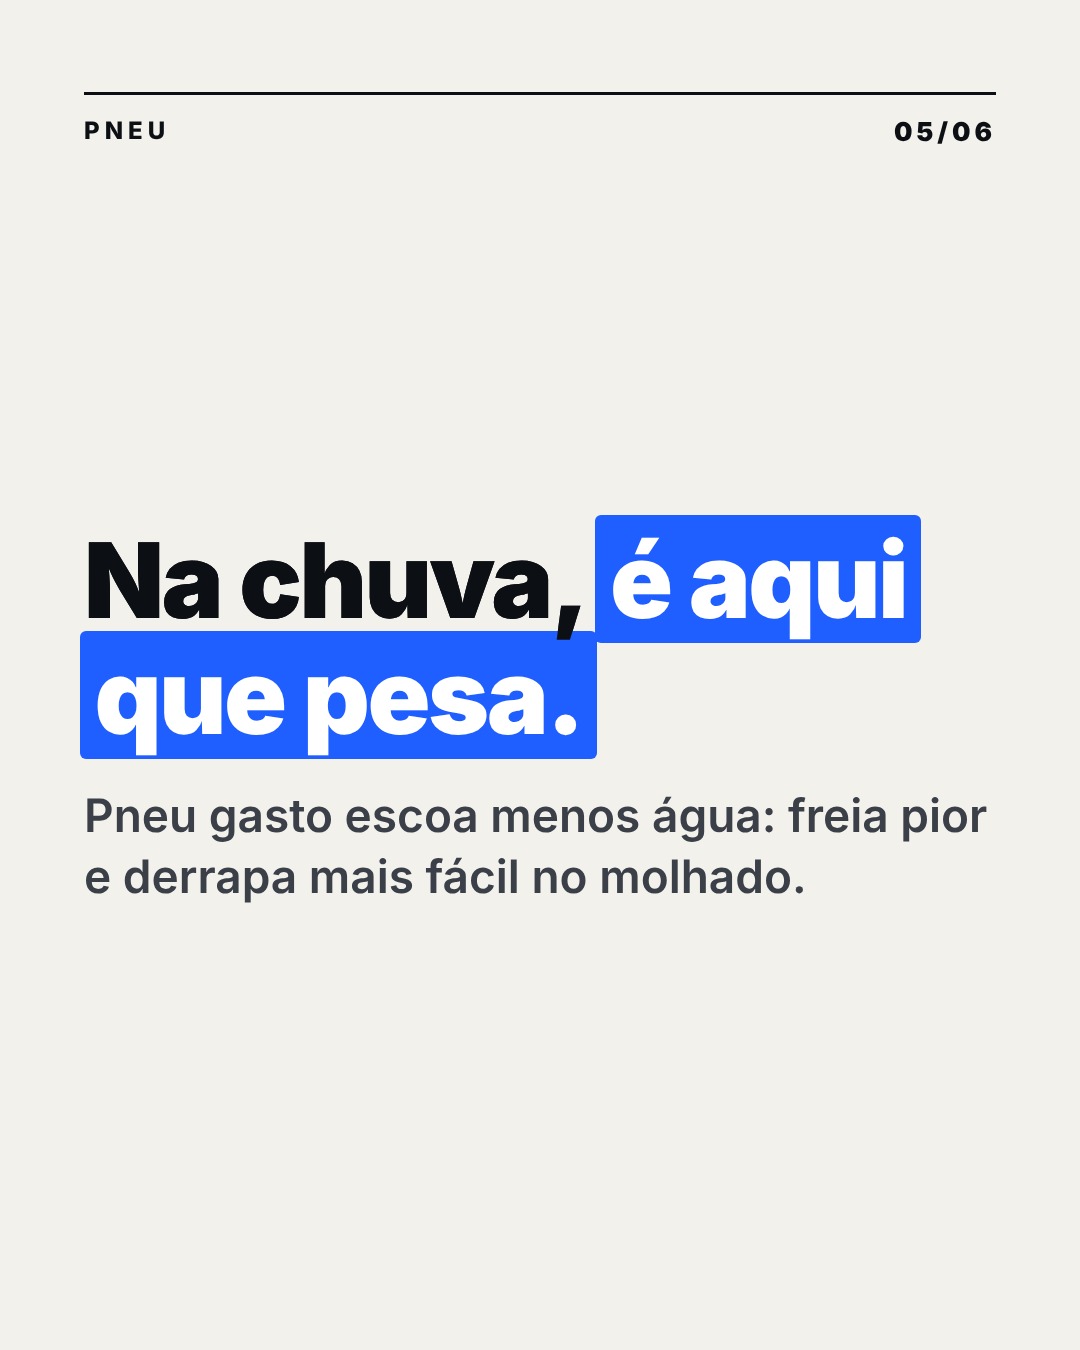 PNEU
05/06
Na chuva, é aqui
que pesa.
Pneu gasto escoa menos água: freia pior
e derrapa mais fácil no molhado.